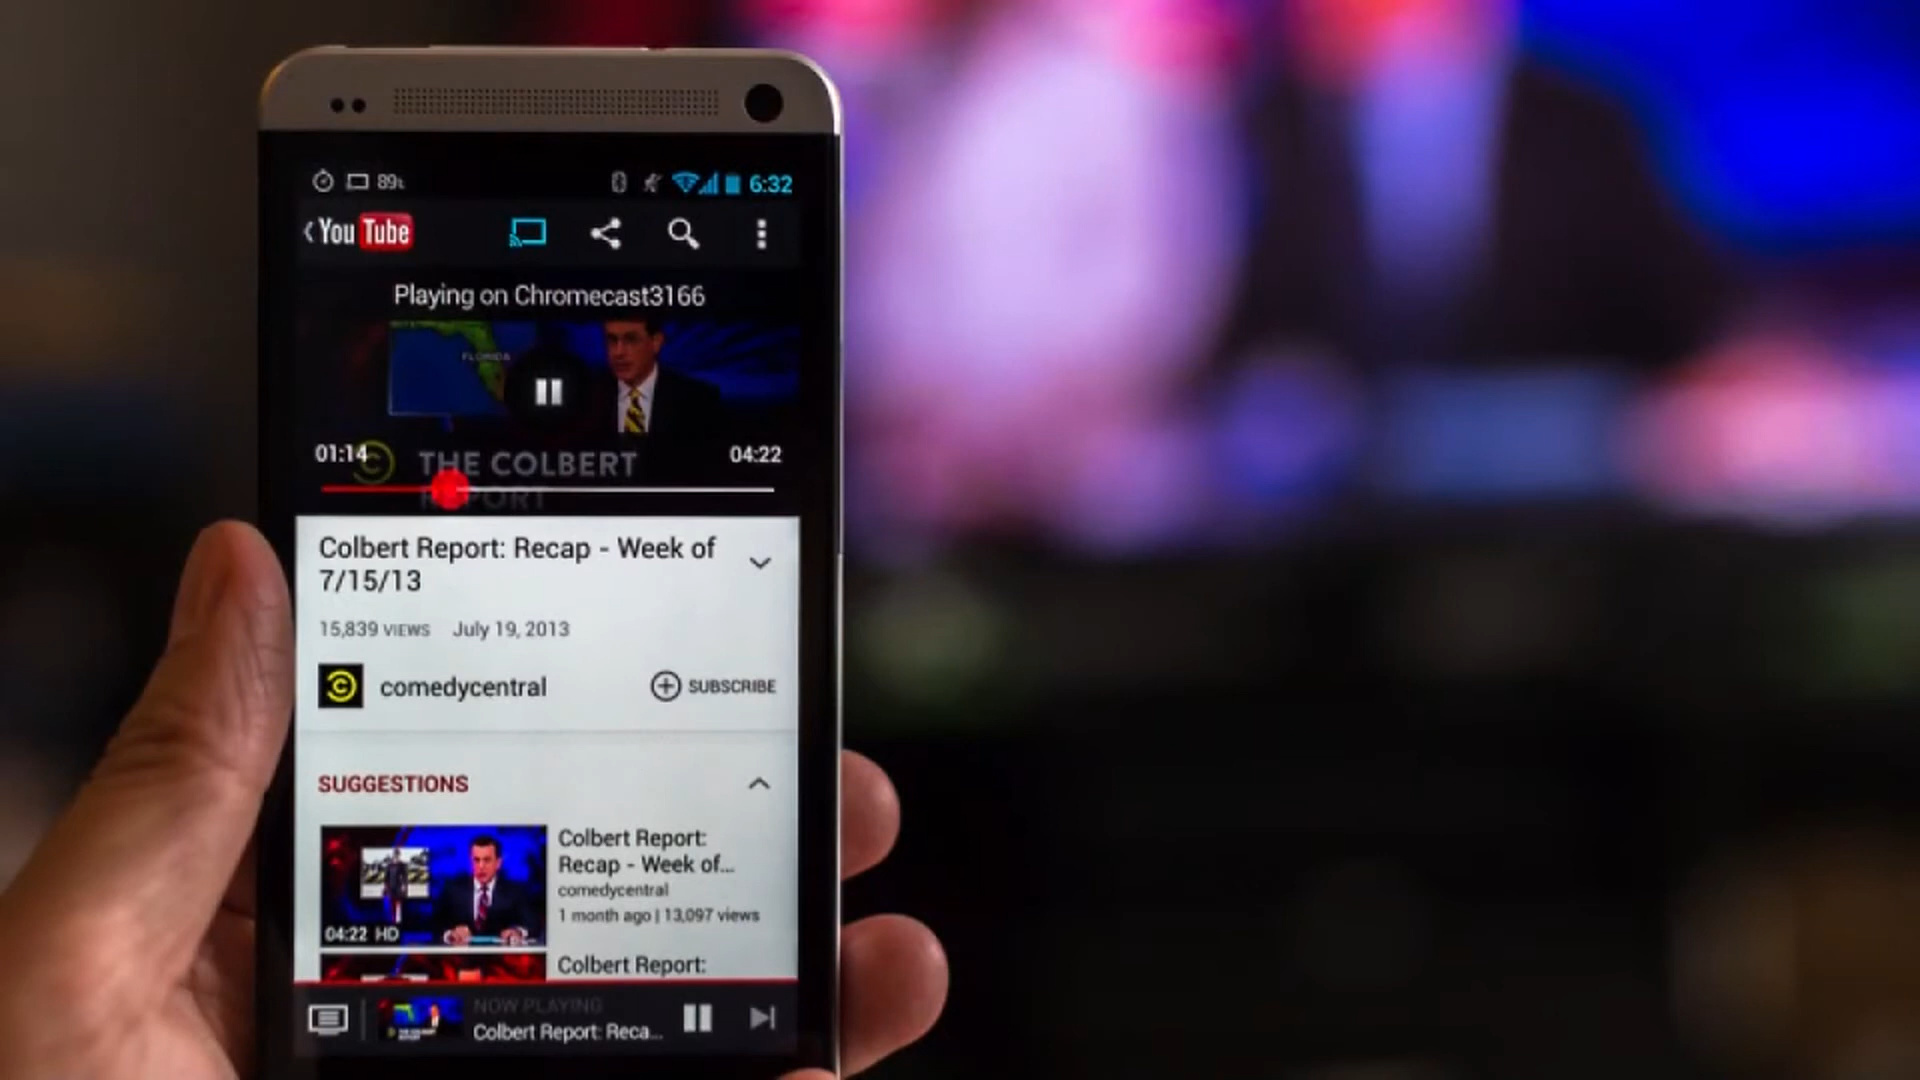 89%
6:32
YouTube
Playing on Chromecast3166
FLORIDA
01:14
04:22
THE COLBERT
REPORT
Colbert Report: Recap - Week of
7/15/13
15,839 VIEWS July 19, 2013
comedycentral
SUBSCRIBE
SUGGESTIONS
Colbert Report:
Recap - Week of...
comedycentral
1 month ago | 13,097 views
04:22 HD
Colbert Report:
NOW PLAYING
Colbert Report: Reca...